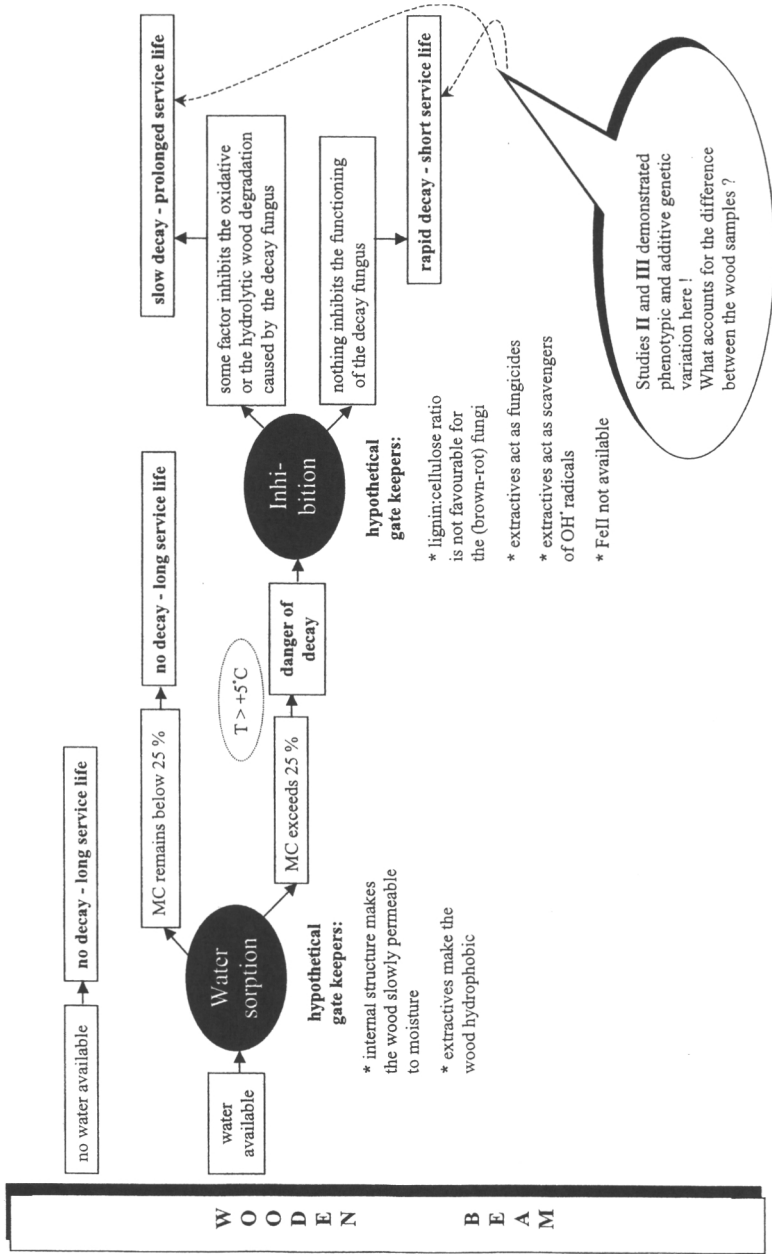 WOODEN BEAM
no water available
no decay - long service life
water
available
Water
sorption
MC remains below 25 %
no decay - long service life
MC exceeds 25 %
T > +5°C
danger of
decay
hypothetical
gate keepers:
* internal structure makes
the wood slowly permeable
to moisture
* extractives make the
wood hydrophobic
Inhi-
bition
hypothetical
gate keepers:
* lignin:cellulose ratio
is not favourable for
the (brown-rot) fungi
* extractives act as fungicides
* extractives act as scavengers
of OH˙ radicals
* FeII not available
slow decay - prolonged service life
some factor inhibits the oxidative
or the hydrolytic wood degradation
caused by the decay fungus
nothing inhibits the functioning
of the decay fungus
rapid decay - short service life
Studies II and III demonstrated
phenotypic and additive genetic
variation here !
What accounts for the difference
between the wood samples ?